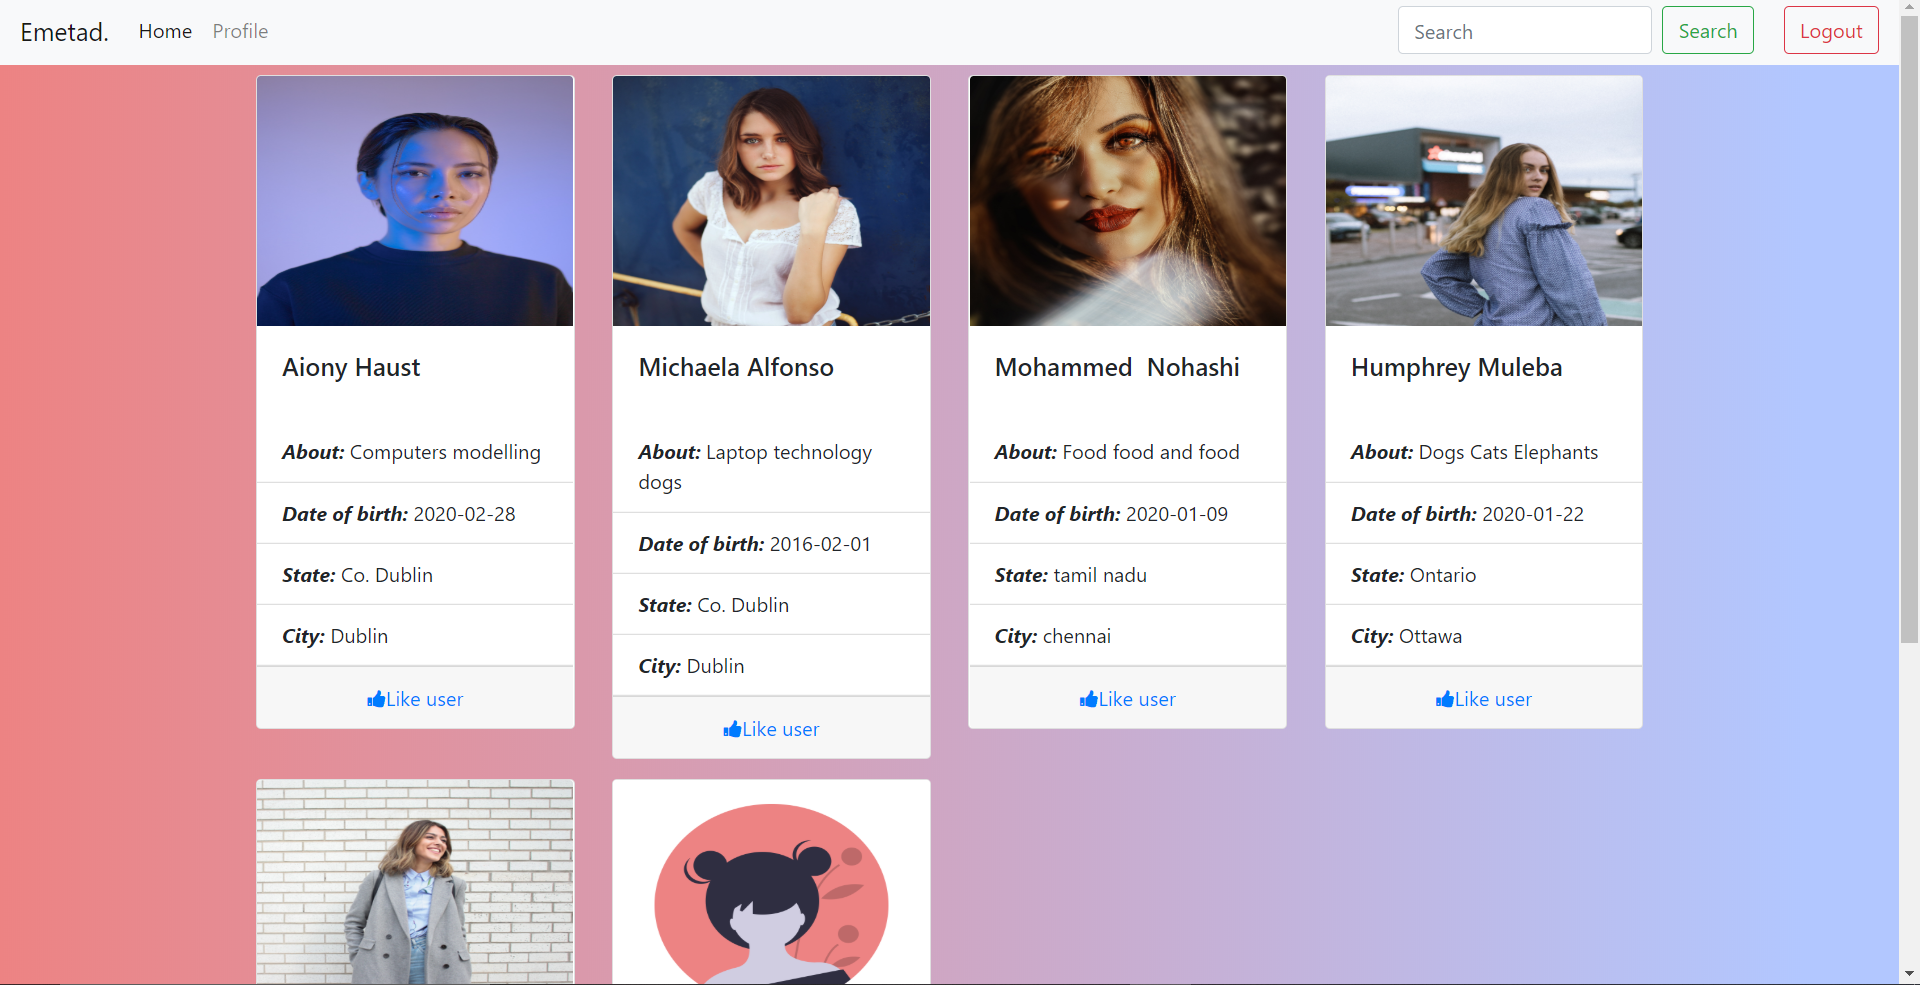 Emetad. Home Profile Search Search Logout
Aiony Haust
About: Computers modelling
Date of birth: 2020-02-28
State: Co. Dublin
City: Dublin
Like user
Michaela Alfonso
About: Laptop technology
dogs
Date of birth: 2016-02-01
State: Co. Dublin
City: Dublin
Like user
Mohammed  Nohashi
About: Food food and food
Date of birth: 2020-01-09
State: tamil nadu
City: chennai
Like user
Humphrey Muleba
About: Dogs Cats Elephants
Date of birth: 2020-01-22
State: Ontario
City: Ottawa
Like user